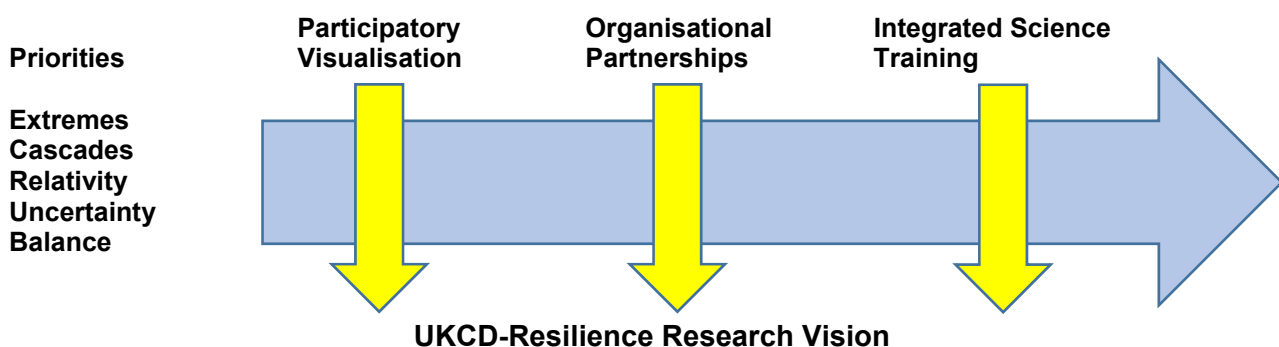 Priorities
Participatory
Visualisation
Organisational
Partnerships
Integrated Science
Training
Extremes
Cascades
Relativity
Uncertainty
Balance
UKCD-Resilience Research Vision